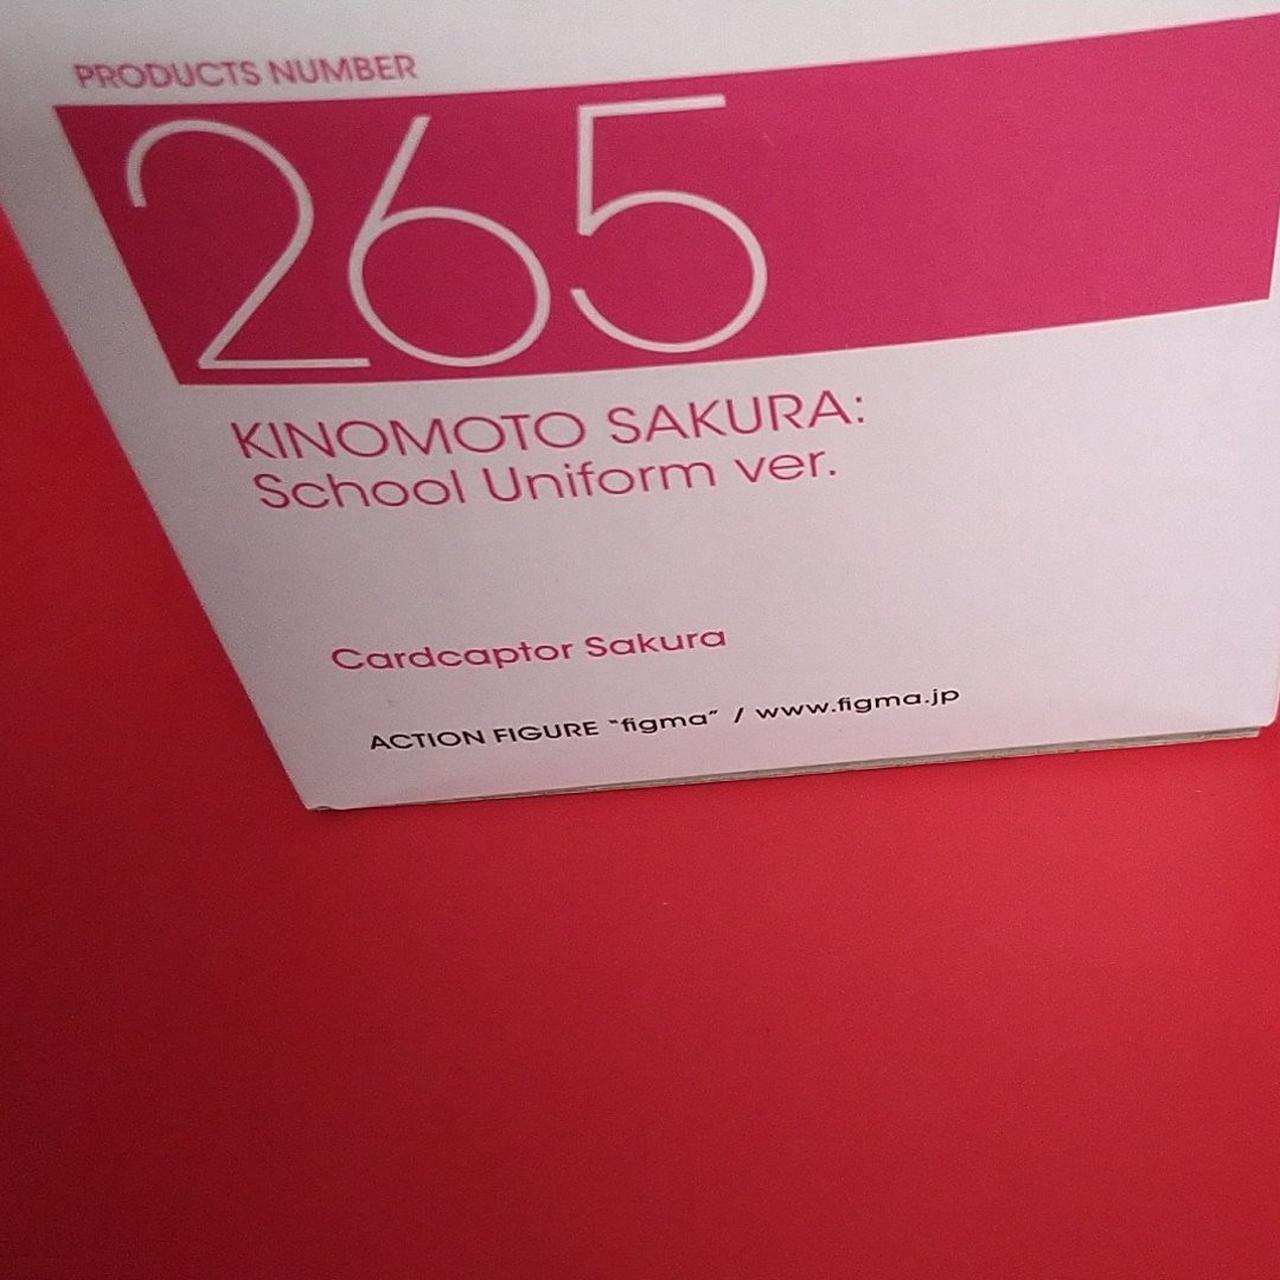 PRODUCTS NUMBER
265
KINOMOTO SAKURA:
School Uniform ver.
Cardcaptor Sakura
ACTION FIGURE “figma” / www.figma.jp